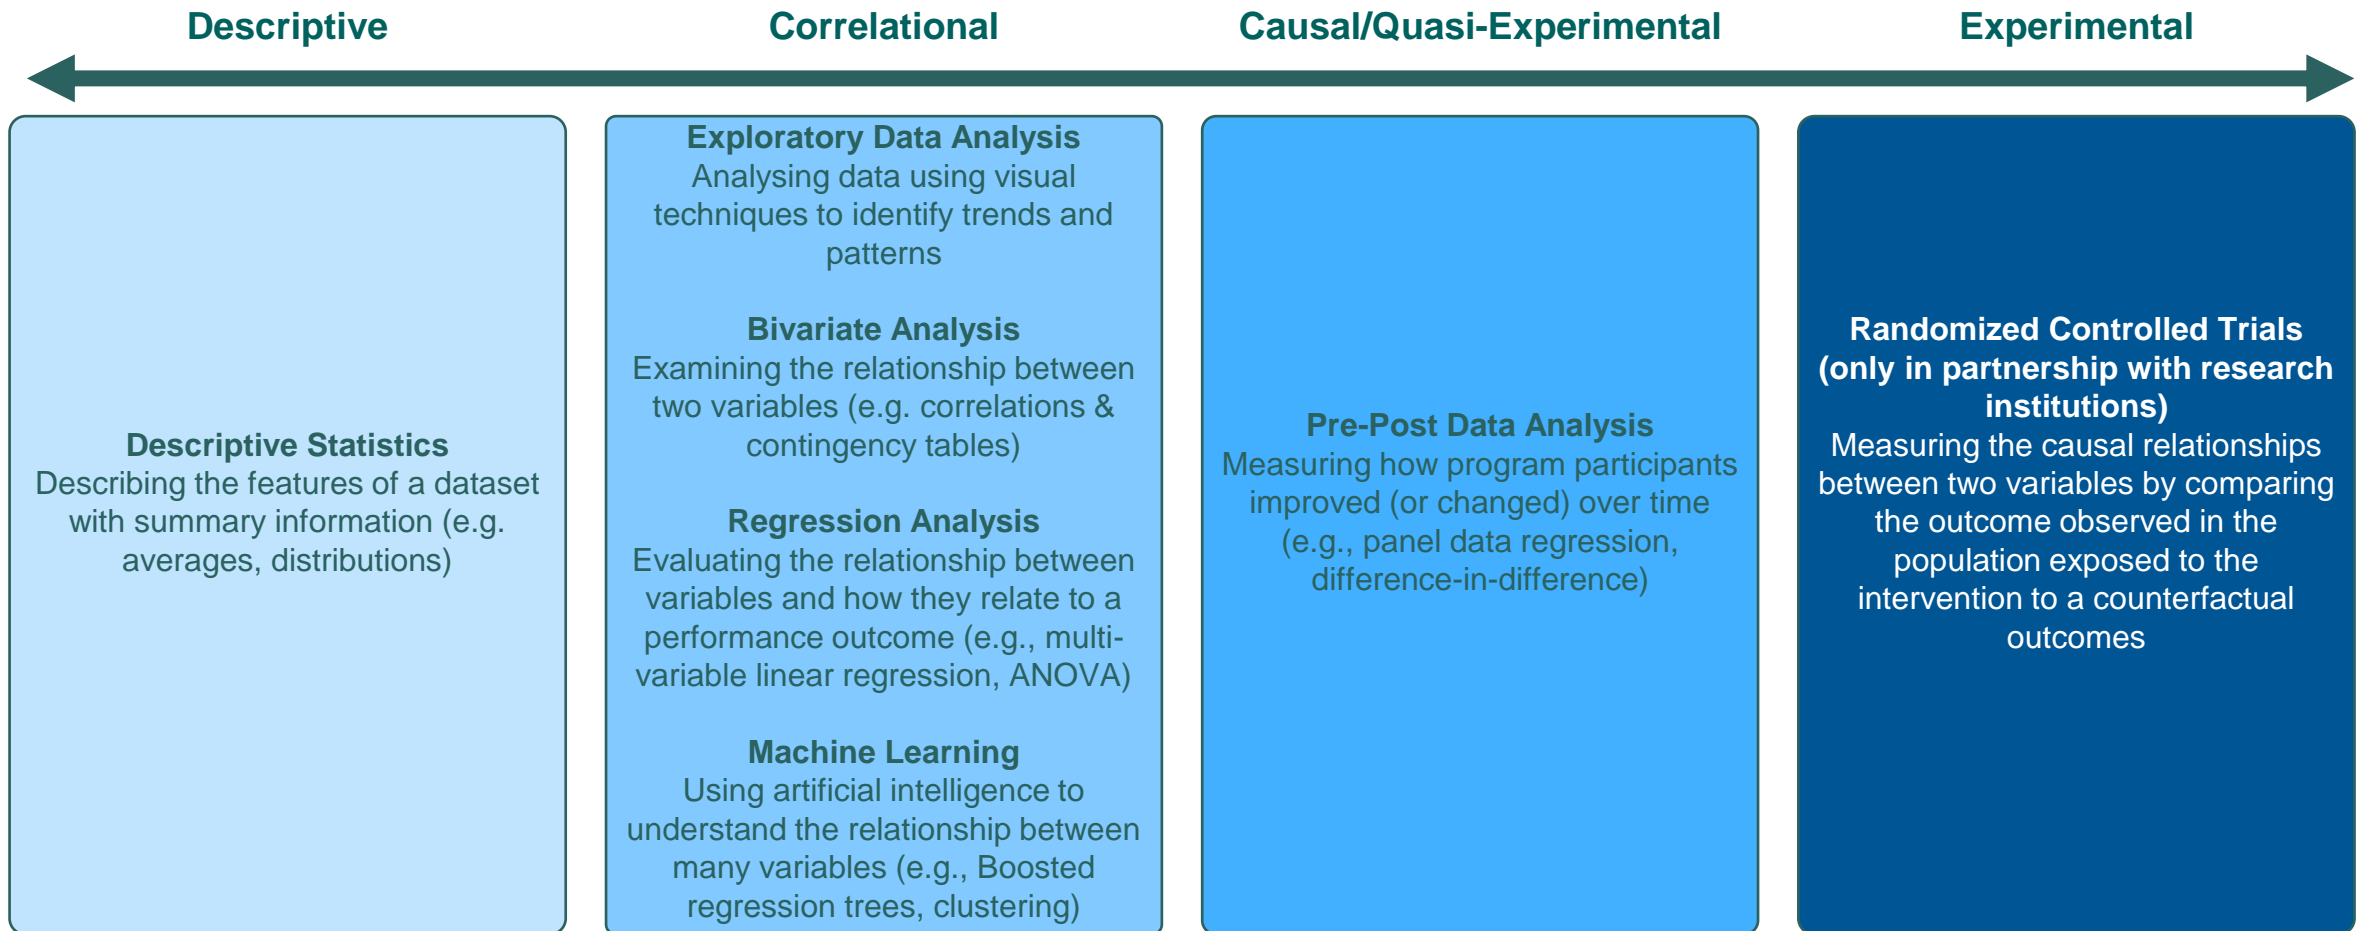 Descriptive
Correlational
Causal/Quasi-Experimental
Experimental
Descriptive Statistics
Describing the features of a dataset
with summary information (e.g.
averages, distributions)
Exploratory Data Analysis
Analysing data using visual
techniques to identify trends and
patterns
Bivariate Analysis
Examining the relationship between
two variables (e.g. correlations &
contingency tables)
Regression Analysis
Evaluating the relationship between
variables and how they relate to a
performance outcome (e.g., multi-
variable linear regression, ANOVA)
Machine Learning
Using artificial intelligence to
understand the relationship between
many variables (e.g., Boosted
regression trees, clustering)
Pre-Post Data Analysis
Measuring how program participants
improved (or changed) over time
(e.g., panel data regression,
difference-in-difference)
Randomized Controlled Trials
(only in partnership with research
institutions)
Measuring the causal relationships
between two variables by comparing
the outcome observed in the
population exposed to the
intervention to a counterfactual
outcomes